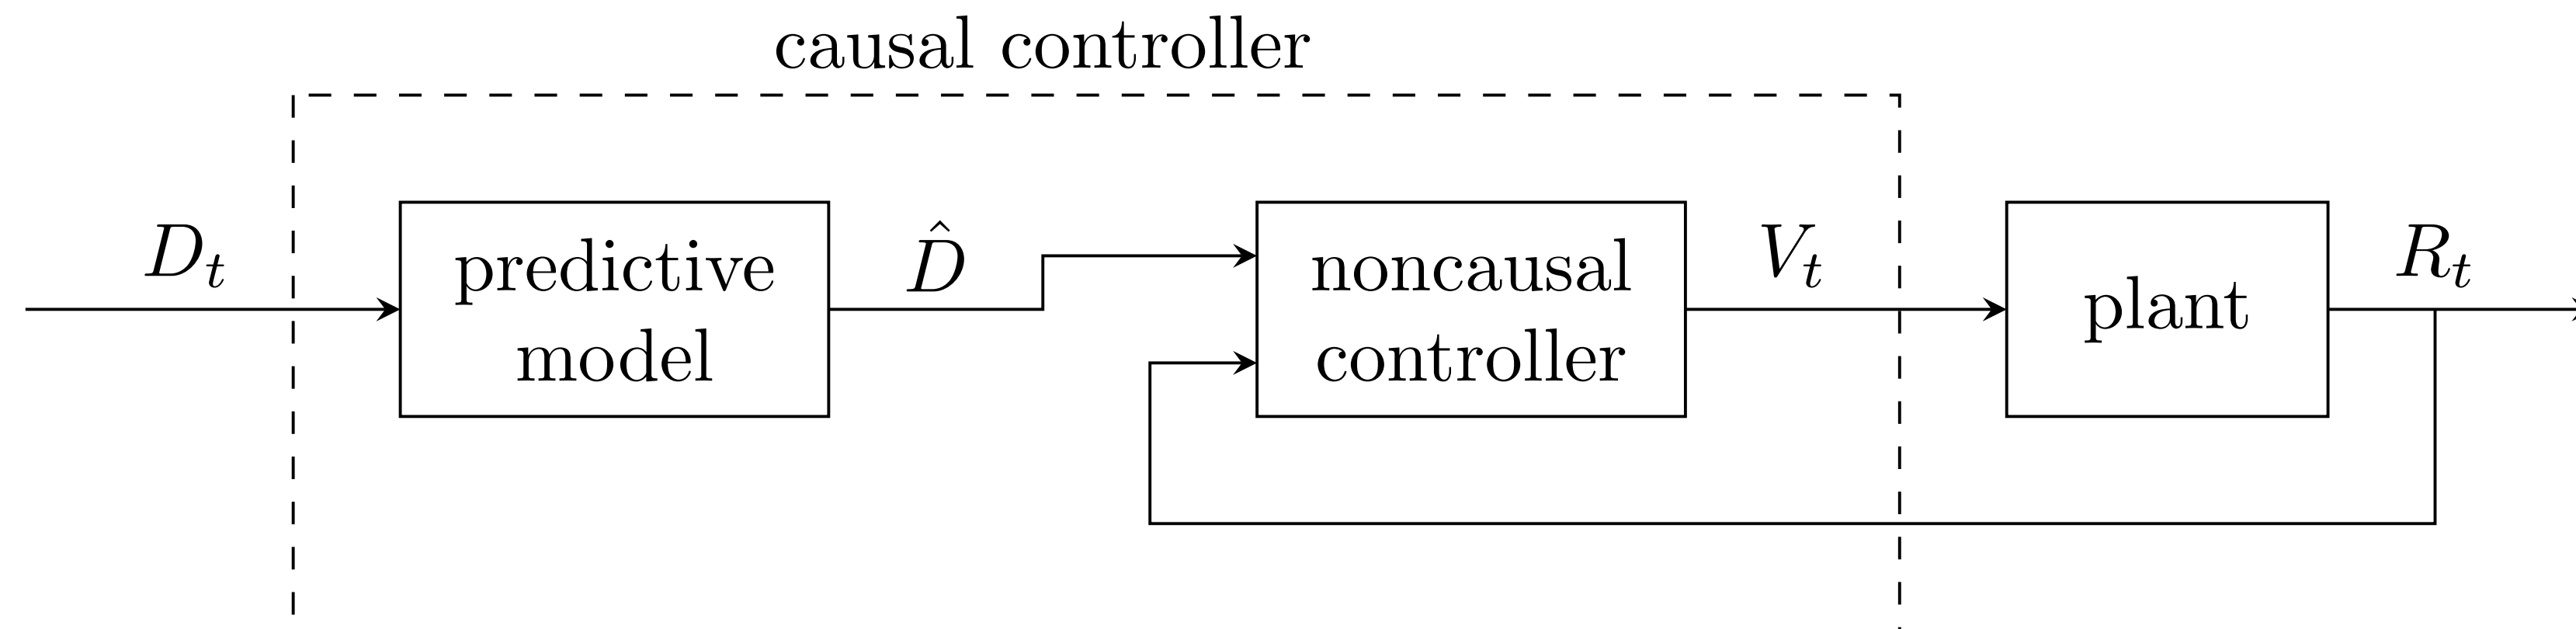 causal controller
D_t
predictive
model
D̂
noncausal
controller
V_t
plant
R_t